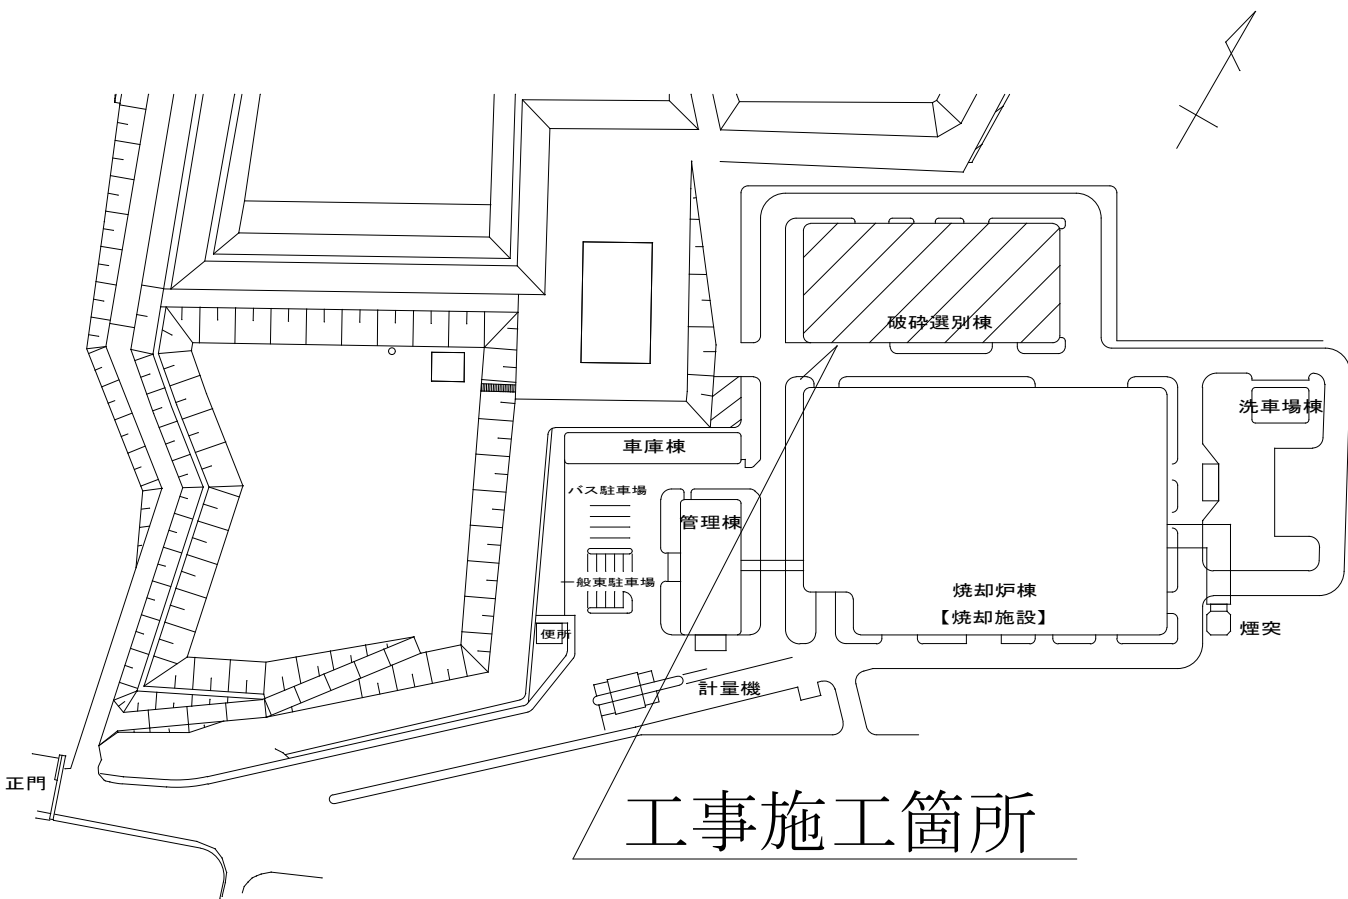 破砕選別棟
洗車場棟
車庫棟
バス駐車場
管理棟
一般車駐車場
焼却炉棟
【焼却施設】
便所
煙突
計量機
正門
工事施工箇所